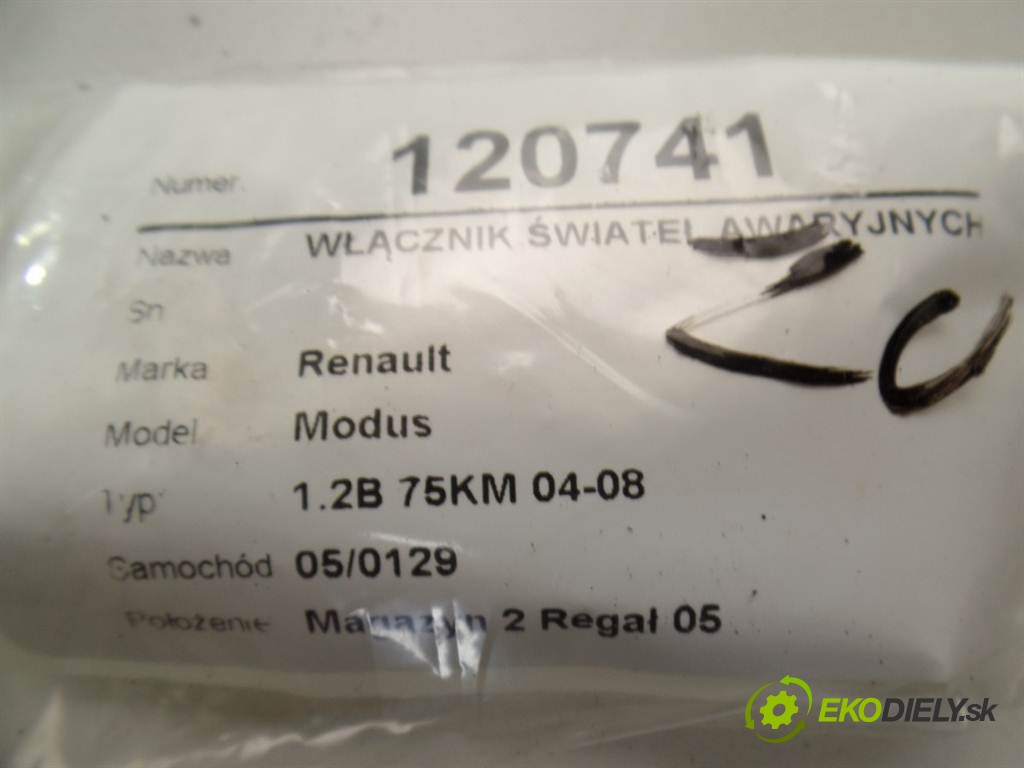 Numer. 120741
Nazwa WŁĄCZNIK ŚWIATEŁ AWARYJNYCH
Sn
Marka Renault
Model Modus
Typ 1.2B 75KM 04-08
Samochód 05/0129
Położenie Magazyn 2 Regał 05
EKODIELY.sk